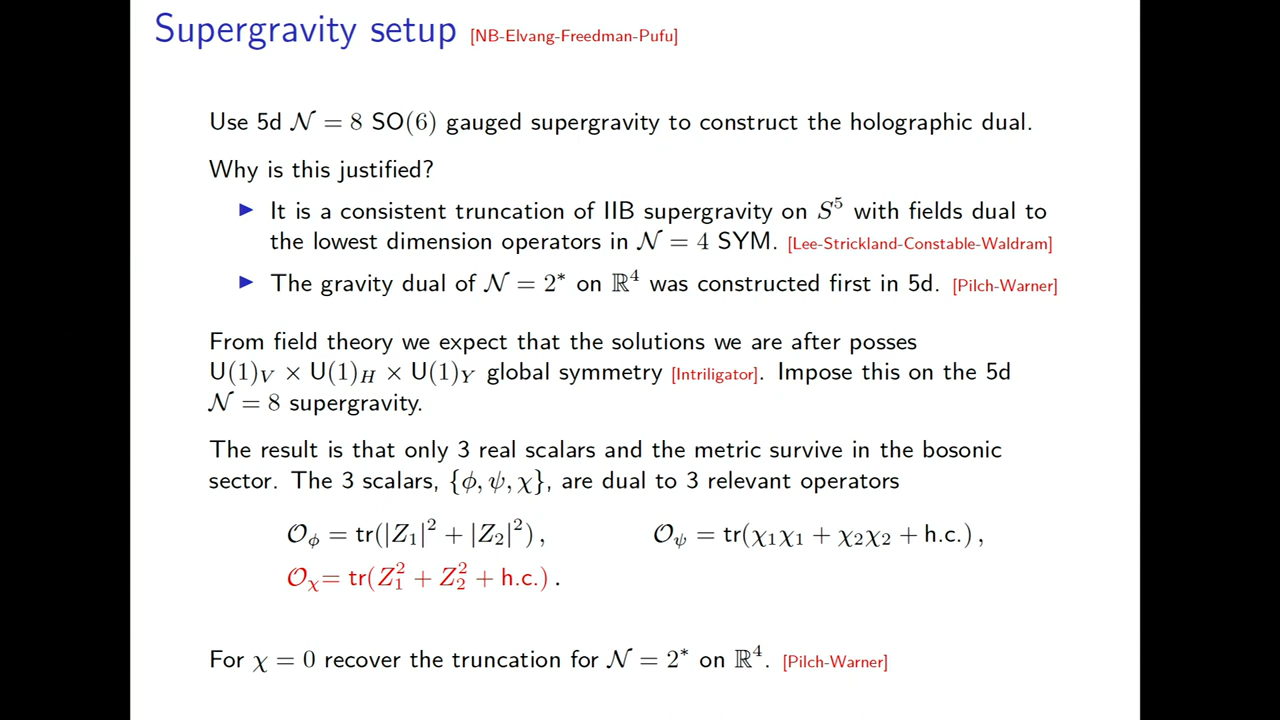 Supergravity setup [NB-Elvang-Freedman-Pufu]
Use 5d 𝒩 = 8 SO(6) gauged supergravity to construct the holographic dual.
Why is this justified?
▶ It is a consistent truncation of IIB supergravity on S⁵ with fields dual to
the lowest dimension operators in 𝒩 = 4 SYM. [Lee-Strickland-Constable-Waldram]
▶ The gravity dual of 𝒩 = 2* on ℝ⁴ was constructed first in 5d. [Pilch-Warner]
From field theory we expect that the solutions we are after posses
U(1)_V × U(1)_H × U(1)_Y global symmetry [Intriligator]. Impose this on the 5d
𝒩 = 8 supergravity.
The result is that only 3 real scalars and the metric survive in the bosonic
sector. The 3 scalars, {ϕ, ψ, χ}, are dual to 3 relevant operators
𝒪_ϕ = tr(|Z₁|² + |Z₂|²) , 𝒪_ψ = tr(χ₁χ₁ + χ₂χ₂ + h.c.) ,
𝒪_χ = tr(Z₁² + Z₂² + h.c.) .
For χ = 0 recover the truncation for 𝒩 = 2* on ℝ⁴. [Pilch-Warner]